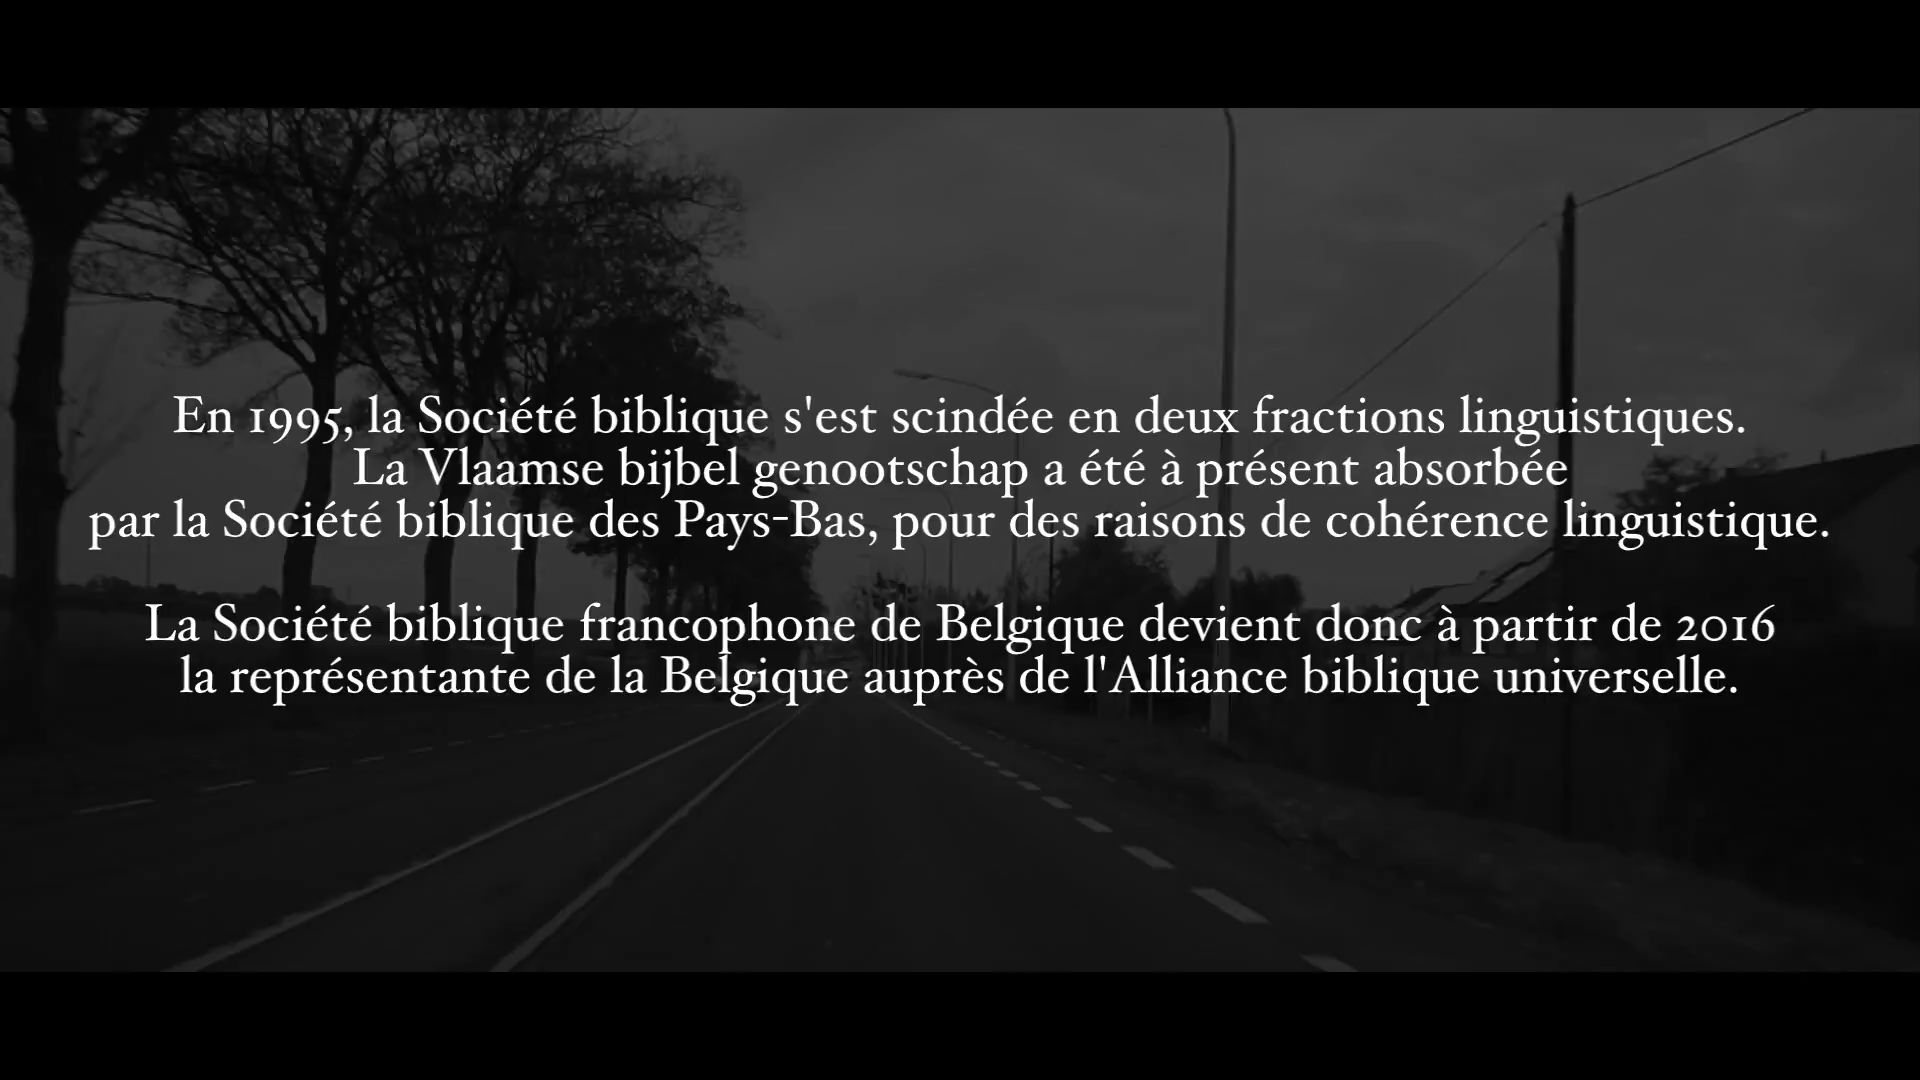 En 1995, la Société biblique s'est scindée en deux fractions linguistiques.
La Vlaamse bijbel genootschap a été à présent absorbée
par la Société biblique des Pays-Bas, pour des raisons de cohérence linguistique.
La Société biblique francophone de Belgique devient donc à partir de 2016
la représentante de la Belgique auprès de l'Alliance biblique universelle.